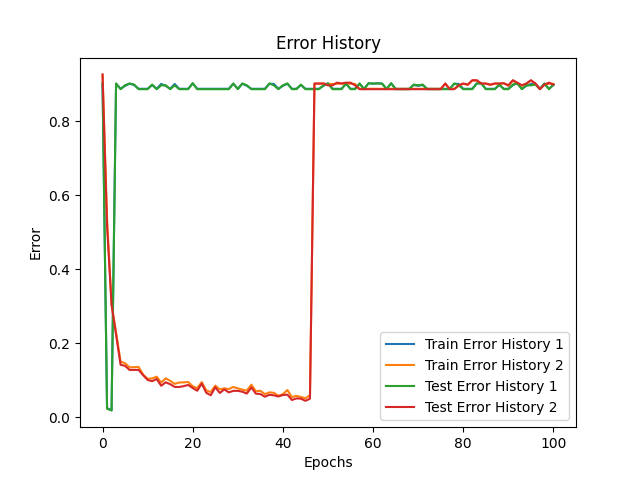 Error History
Error
0.8
0.6
0.4
0.2
0.0
0 20 40 60 80 100
Epochs
Train Error History 1
Train Error History 2
Test Error History 1
Test Error History 2